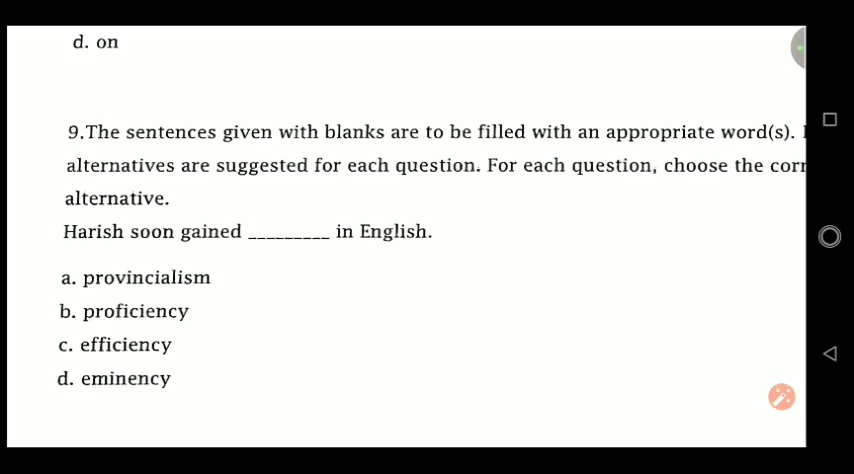 d. on
9.The sentences given with blanks are to be filled with an appropriate word(s).
alternatives are suggested for each question. For each question, choose the
alternative.
Harish soon gained _________ in English.
a. provincialism
b. proficiency
c. efficiency
d. eminency